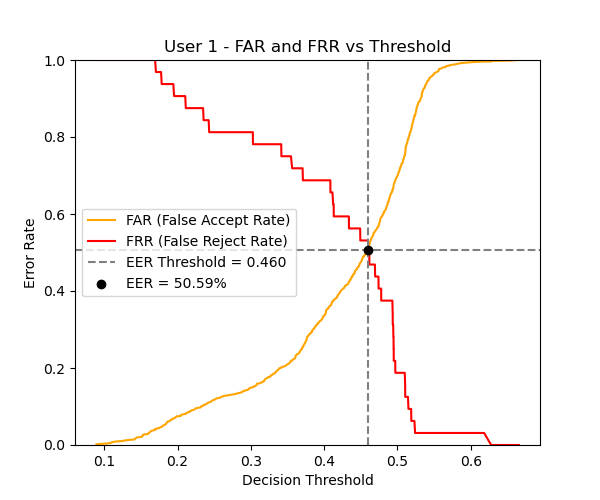 User 1 - FAR and FRR vs Threshold
1.0
0.8
0.6
0.4
0.2
0.0
Error Rate
FAR (False Accept Rate)
FRR (False Reject Rate)
EER Threshold = 0.460
EER = 50.59%
0.1 0.2 0.3 0.4 0.5 0.6
Decision Threshold